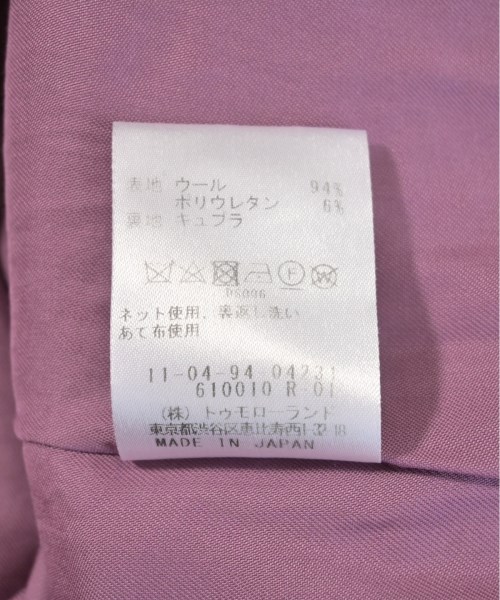 表地 ウール 94%
ポリウレタン 6%
裏地 キュプラ
F W
DS006
ネット使用、裏返し洗い
あて布使用
11-04-94 04231
610010 R-01
(株) トゥモローランド
東京都渋谷区恵比寿西1-32-18
MADE IN JAPAN